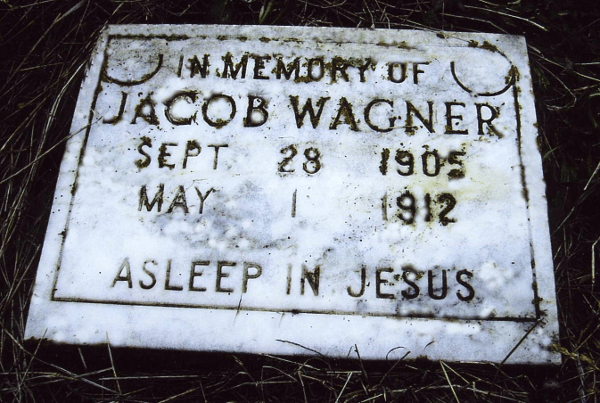 IN MEMORY OF
JACOB WAGNER
SEPT 28 1905
MAY 1 1912
ASLEEP IN JESUS